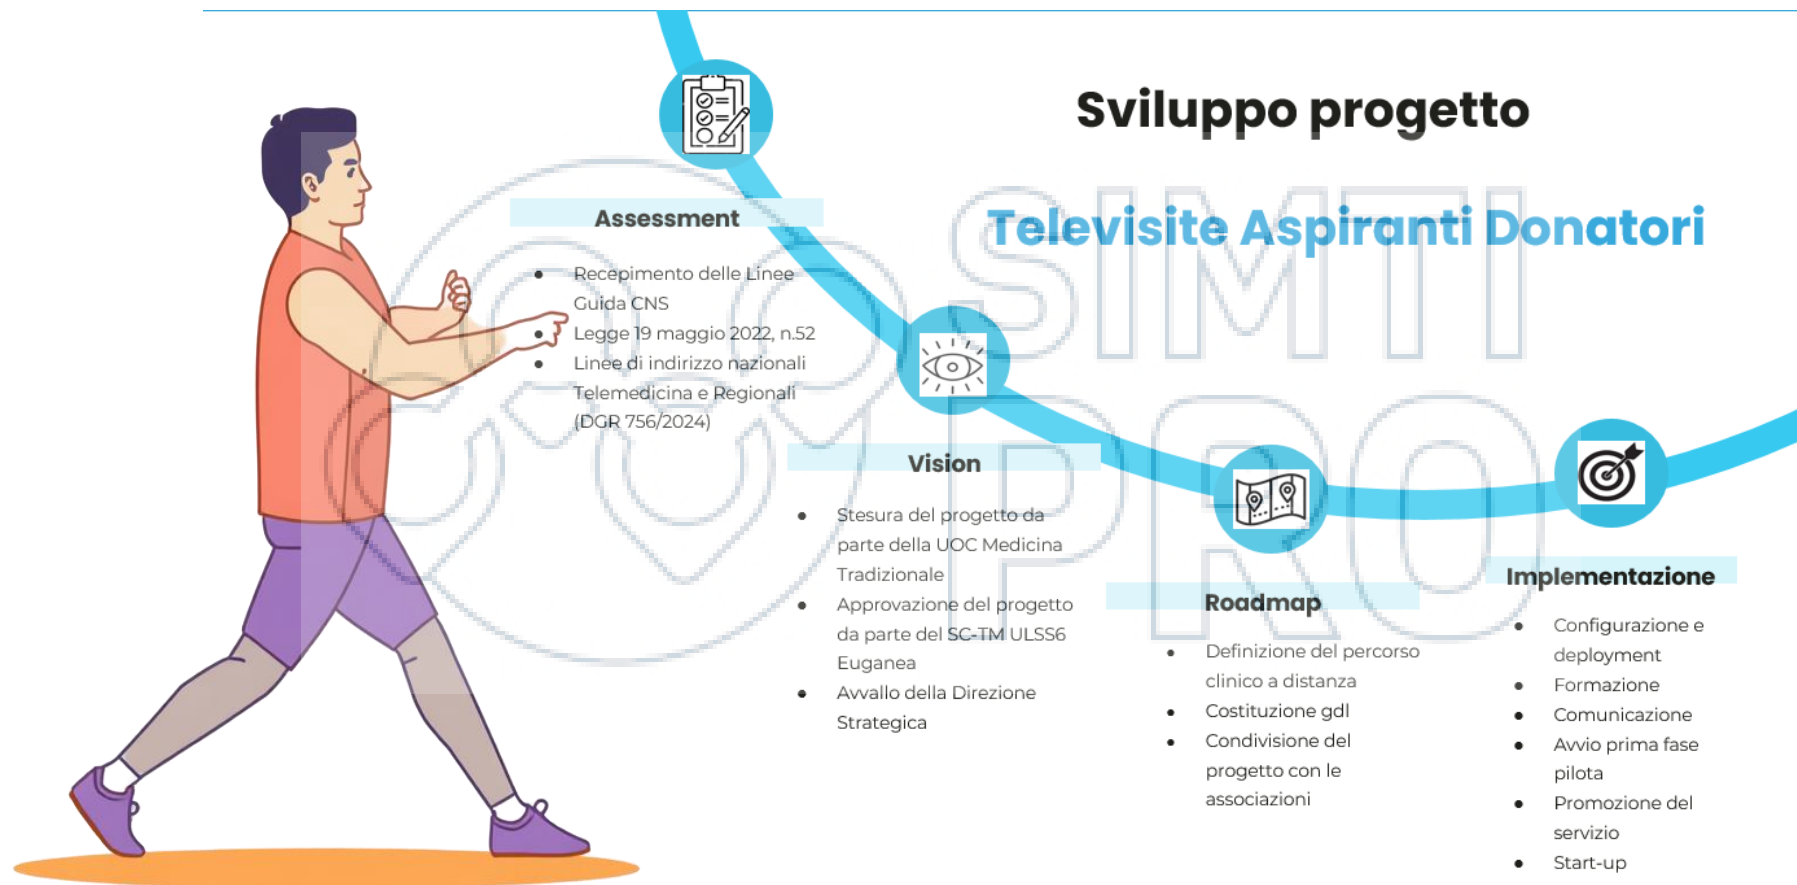 Sviluppo progetto
Televisite Aspiranti Donatori
SIMTI
PRO
Assessment
● Recepimento delle Linee
Guida CNS
● Legge 19 maggio 2022, n.52
● Linee di indirizzo nazionali
Telemedicina e Regionali
(DGR 756/2024)
Vision
● Stesura del progetto da
parte della UOC Medicina
Tradizionale
● Approvazione del progetto
da parte del SC-TM ULSS6
Euganea
● Avvallo della Direzione
Strategica
Roadmap
● Definizione del percorso
clinico a distanza
● Costituzione gdl
● Condivisione del
progetto con le
associazioni
Implementazione
● Configurazione e
deployment
● Formazione
● Comunicazione
● Avvio prima fase
pilota
● Promozione del
servizio
● Start-up